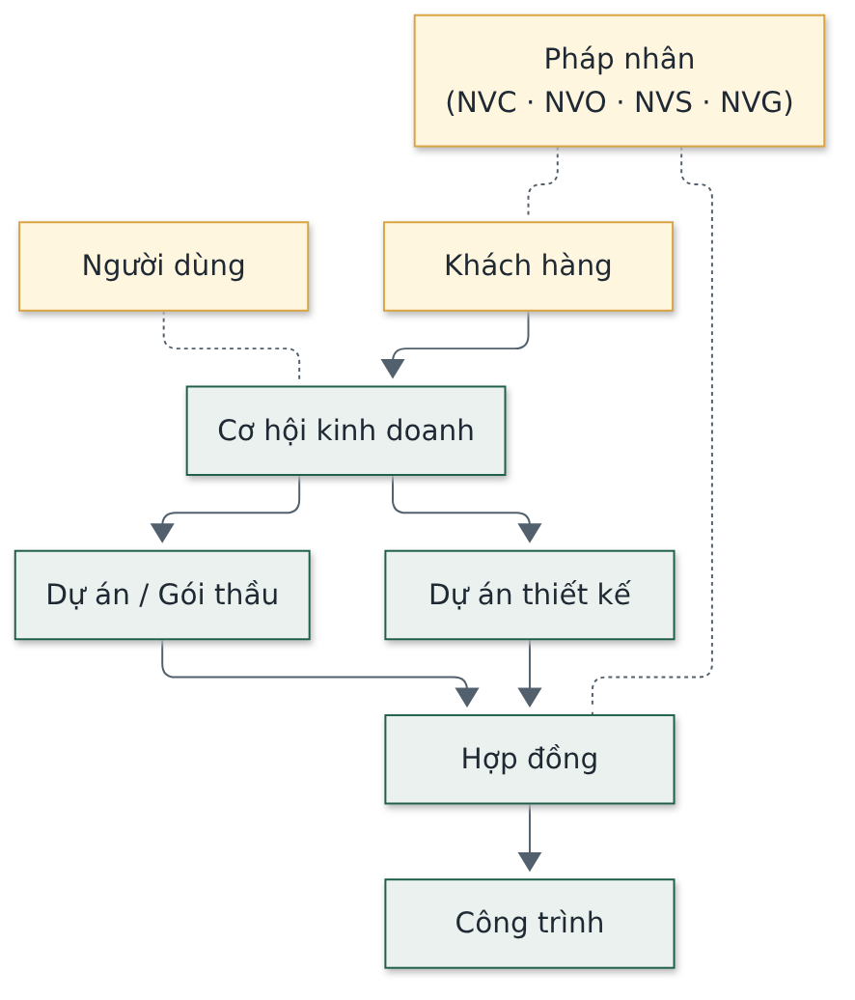 Pháp nhân
(NVC · NVO · NVS · NVG)
Người dùng
Khách hàng
Cơ hội kinh doanh
Dự án / Gói thầu
Dự án thiết kế
Hợp đồng
Công trình